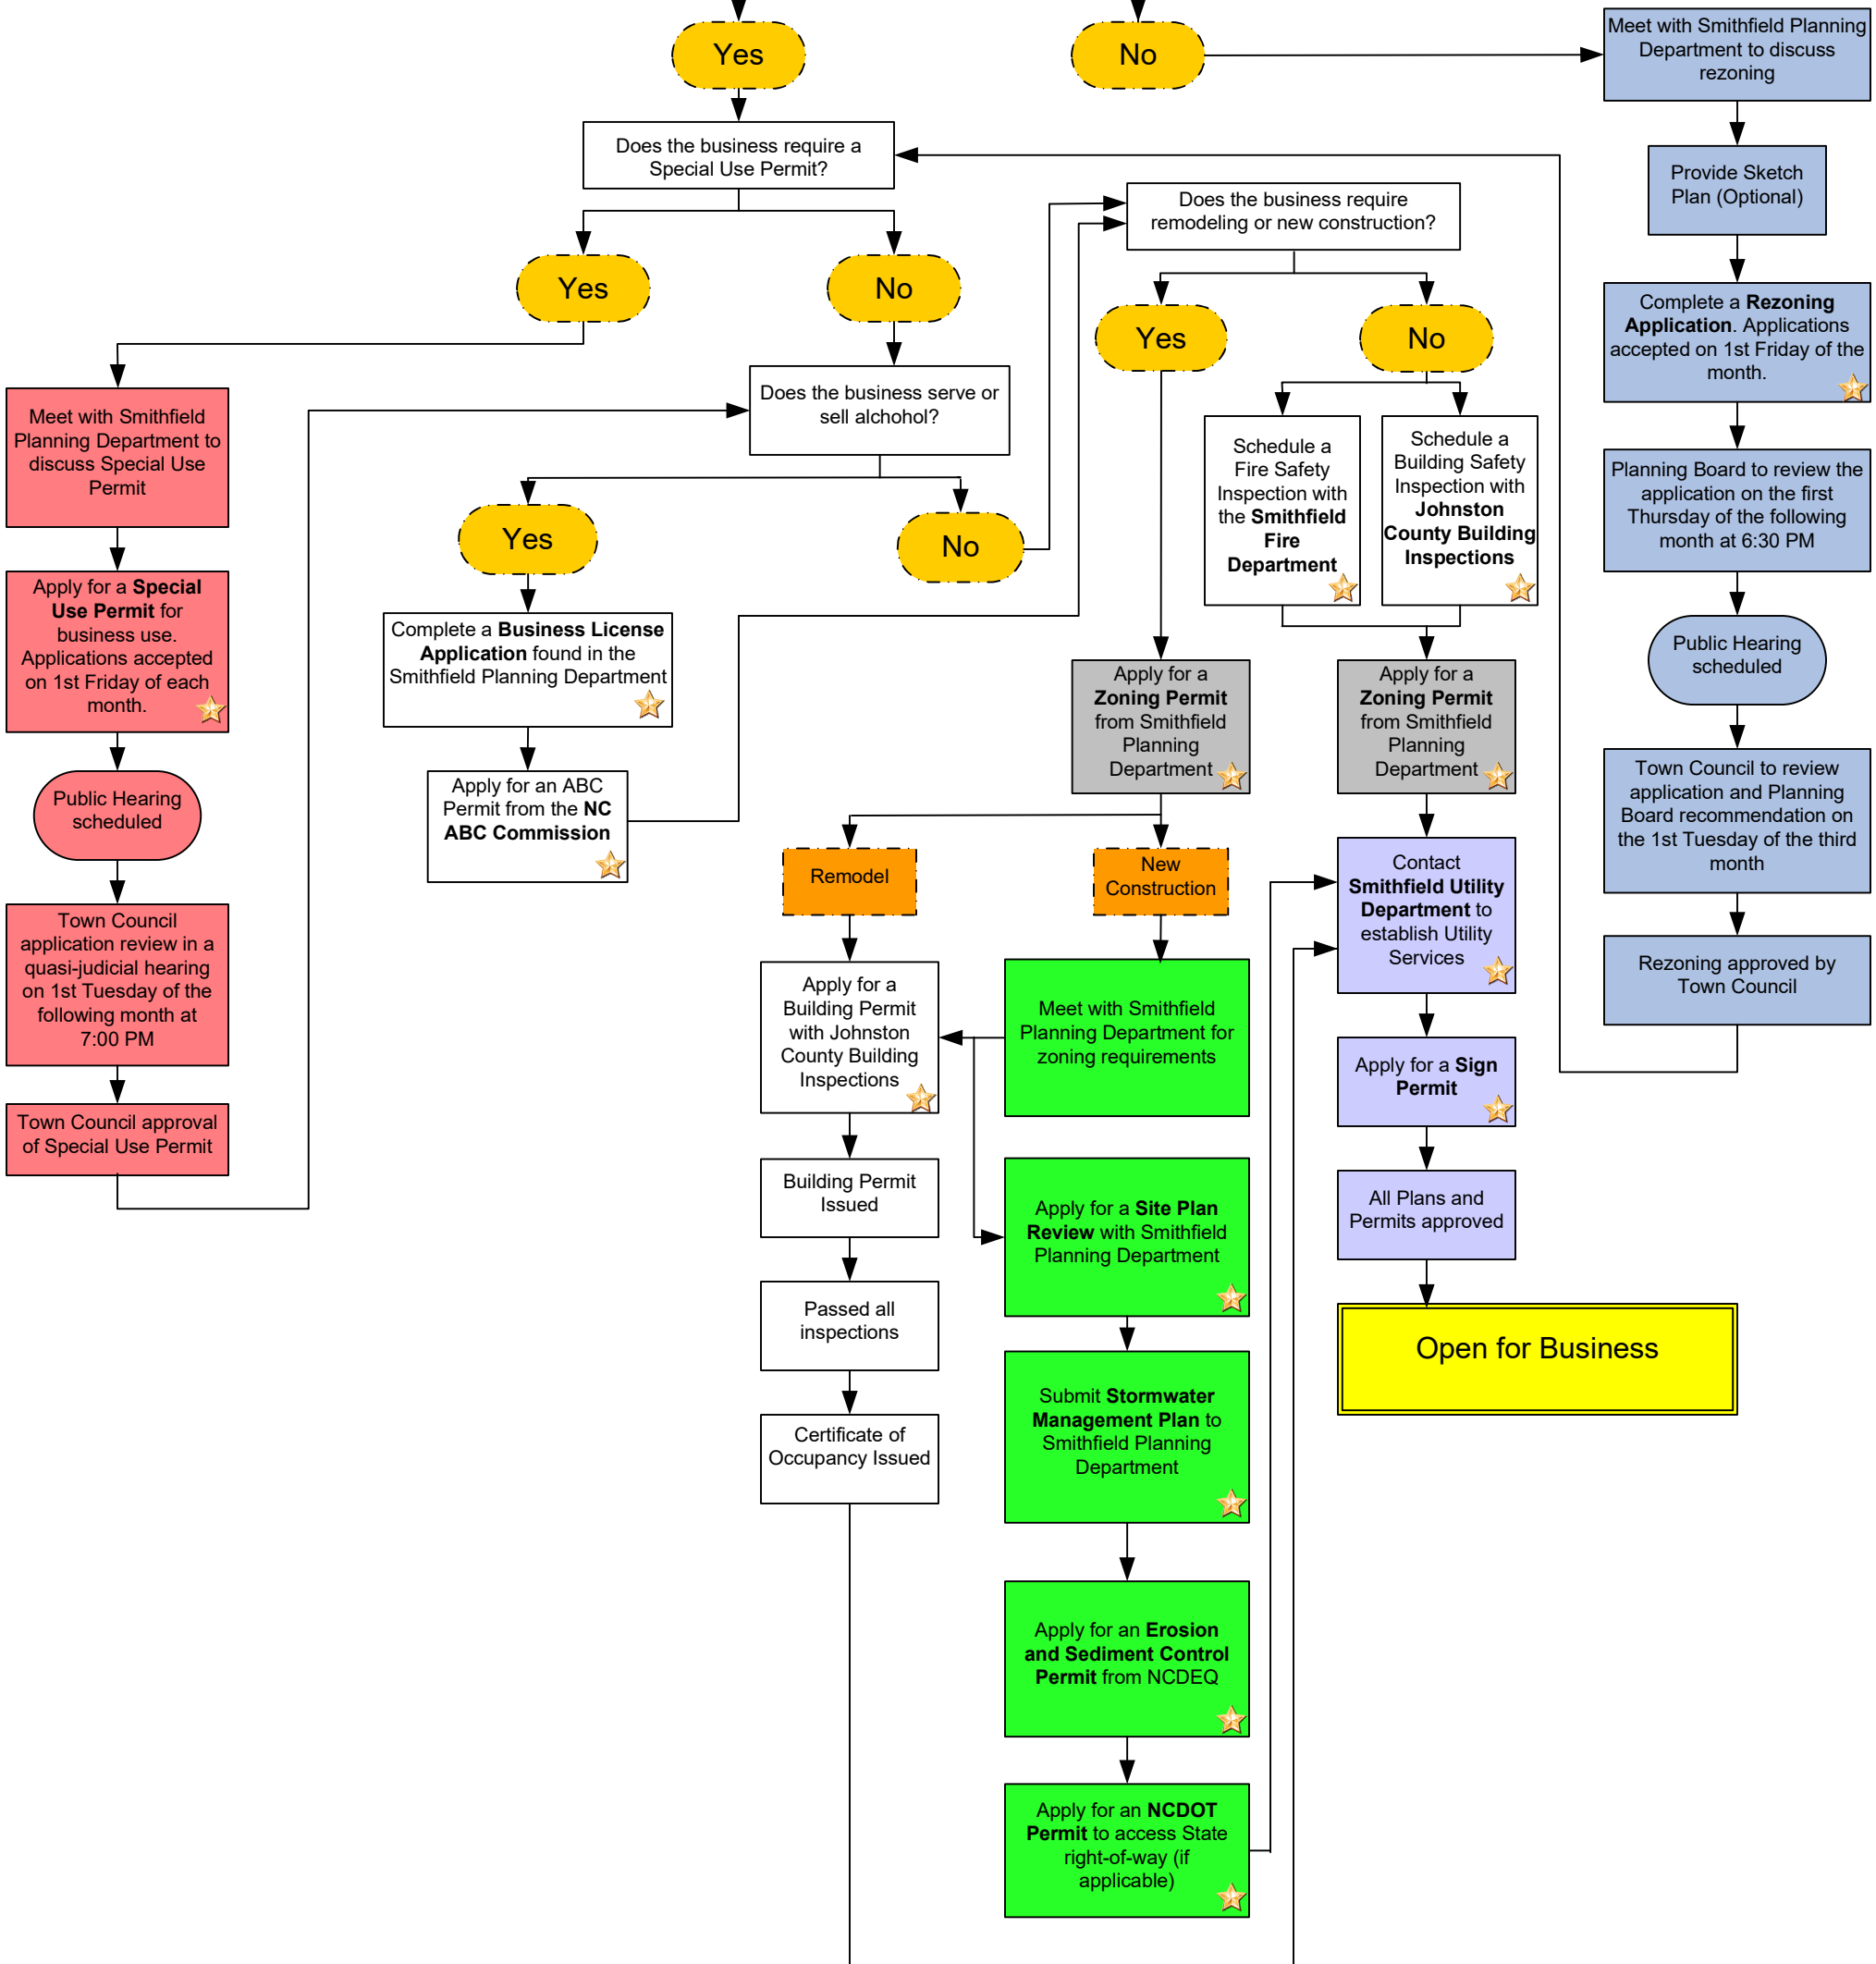 Yes
No
Meet with Smithfield Planning
Department to discuss
rezoning
Does the business require a
Special Use Permit?
Provide Sketch
Plan (Optional)
Does the business require
remodeling or new construction?
Yes
No
Yes
No
Complete a Rezoning
Application. Applications
accepted on 1st Friday of the
month.
Does the business serve or
sell alchohol?
Meet with Smithfield
Planning Department to
discuss Special Use
Permit
Schedule a
Fire Safety
Inspection with
the Smithfield
Fire
Department
Schedule a
Building Safety
Inspection with
Johnston
County Building
Inspections
Planning Board to review the
application on the first
Thursday of the following
month at 6:30 PM
Yes
No
Apply for a Special
Use Permit for
business use.
Applications accepted
on 1st Friday of each
month.
Complete a Business License
Application found in the
Smithfield Planning Department
Public Hearing
scheduled
Apply for a
Zoning Permit
from Smithfield
Planning
Department
Apply for a
Zoning Permit
from Smithfield
Planning
Department
Public Hearing
scheduled
Apply for an ABC
Permit from the NC
ABC Commission
Town Council to review
application and Planning
Board recommendation on
the 1st Tuesday of the third
month
Remodel
New
Construction
Contact
Smithfield Utility
Department to
establish Utility
Services
Town Council
application review in a
quasi-judicial hearing
on 1st Tuesday of the
following month at
7:00 PM
Rezoning approved by
Town Council
Apply for a
Building Permit
with Johnston
County Building
Inspections
Meet with Smithfield
Planning Department for
zoning requirements
Apply for a Sign
Permit
Town Council approval
of Special Use Permit
Building Permit
Issued
Apply for a Site Plan
Review with Smithfield
Planning Department
All Plans and
Permits approved
Passed all
inspections
Open for Business
Submit Stormwater
Management Plan to
Smithfield Planning
Department
Certificate of
Occupancy Issued
Apply for an Erosion
and Sediment Control
Permit from NCDEQ
Apply for an NCDOT
Permit to access State
right-of-way (if
applicable)